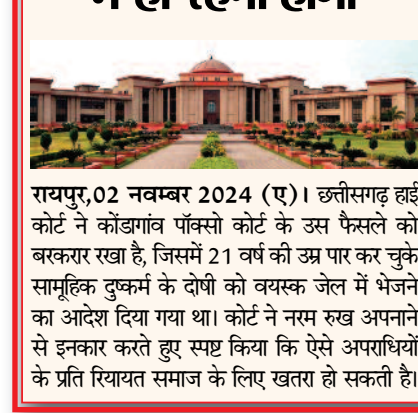 रायपुर,02 नवम्बर 2024 (ए)। छत्तीसगढ़ हाई
कोर्ट ने कोंडागांव पॉक्सो कोर्ट के उस फैसले को
बरकरार रखा है, जिसमें 21 वर्ष की उम्र पार कर चुके
सामूहिक दुष्कर्म के दोषी को वयस्क जेल में भेजने
का आदेश दिया गया था। कोर्ट ने नरम रुख अपनाने
से इनकार करते हुए स्पष्ट किया कि ऐसे अपराधियों
के प्रति रियायत समाज के लिए खतरा हो सकती है।